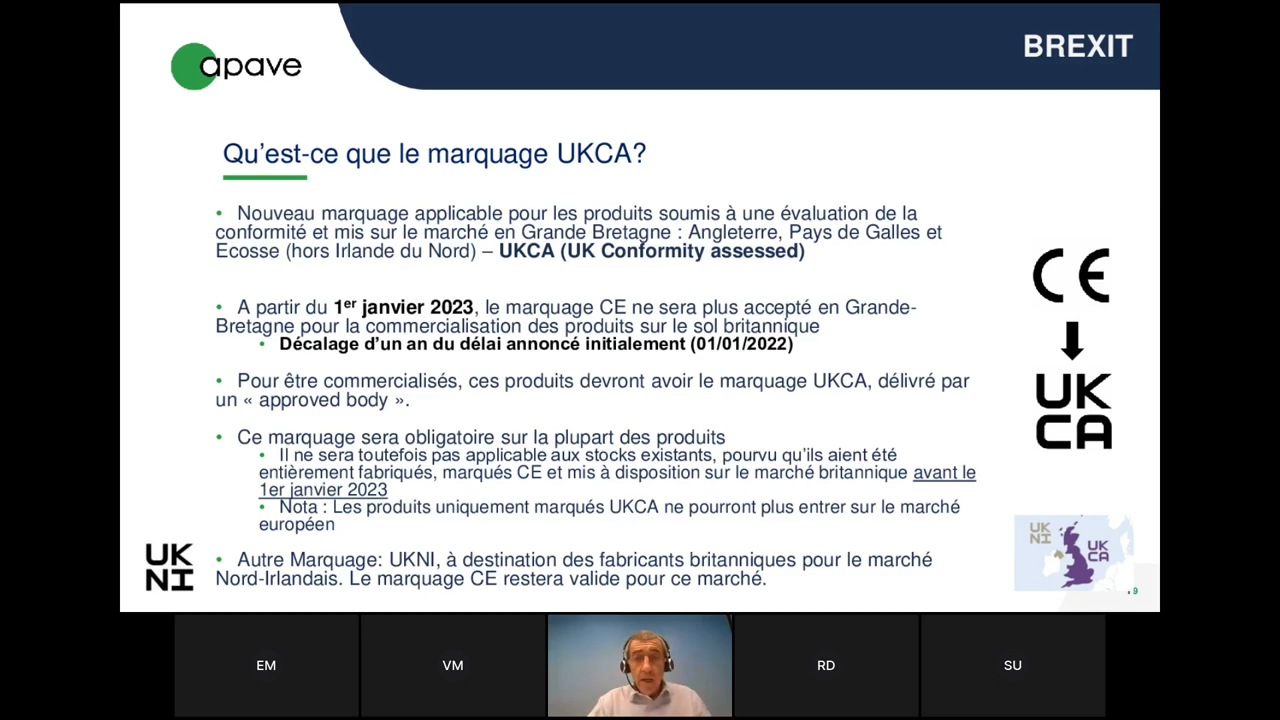 apave
BREXIT
Qu'est-ce que le marquage UKCA?
• Nouveau marquage applicable pour les produits soumis à une évaluation de la
conformité et mis sur le marché en Grande Bretagne : Angleterre, Pays de Galles et
Ecosse (hors Irlande du Nord) – UKCA (UK Conformity assessed)
• A partir du 1er janvier 2023, le marquage CE ne sera plus accepté en Grande-
Bretagne pour la commercialisation des produits sur le sol britannique
• Décalage d'un an du délai annoncé initialement (01/01/2022)
• Pour être commercialisés, ces produits devront avoir le marquage UKCA, délivré par
un « approved body ».
• Ce marquage sera obligatoire sur la plupart des produits
• Il ne sera toutefois pas applicable aux stocks existants, pourvu qu'ils aient été
entièrement fabriqués, marqués CE et mis à disposition sur le marché britannique avant le
1er janvier 2023
• Nota : Les produits uniquement marqués UKCA ne pourront plus entrer sur le marché
européen
• Autre Marquage: UKNI, à destination des fabricants britanniques pour le marché
Nord-Irlandais. Le marquage CE restera valide pour ce marché.
CE
UK
CA
UK
NI
UK
NI
UK
CA
EM
VM
RD
SU